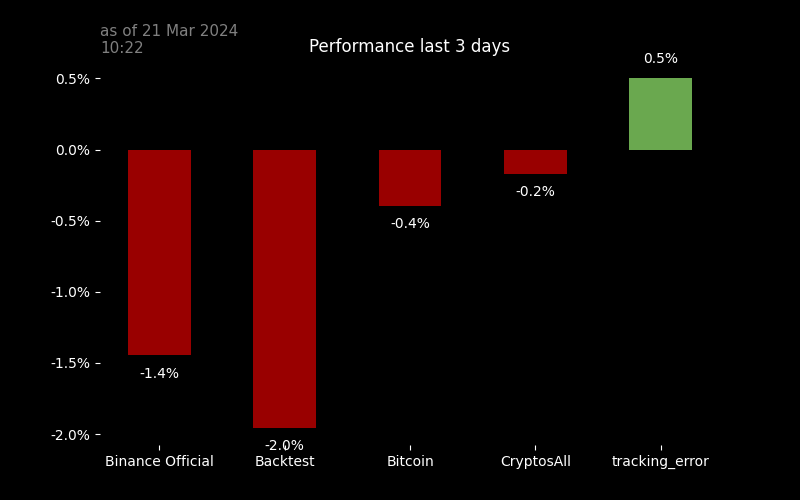 as of 21 Mar 2024
10:22
Performance last 3 days
0.5%
0.5%
0.0%
-0.2%
-0.5%
-0.4%
-1.0%
-1.5%
-1.4%
-2.0%
-2.0%
Binance Official
Backtest
Bitcoin
CryptosAll
tracking_error